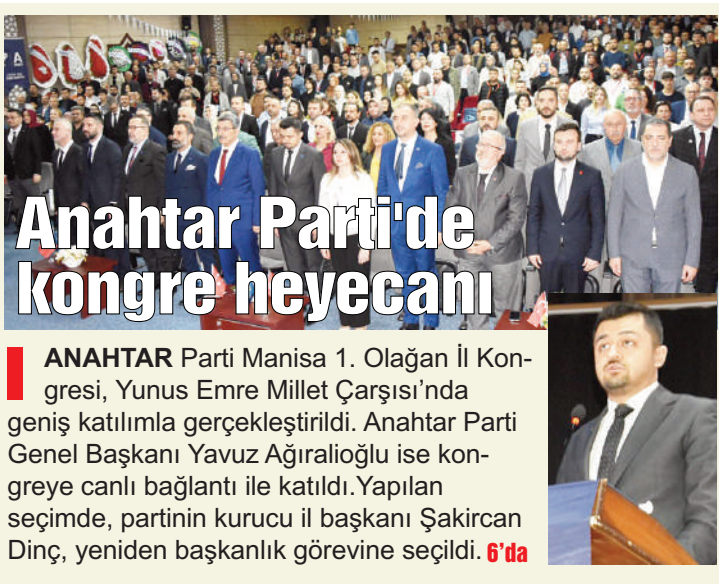 Anahtar Parti'de
kongre heyecanı
ANAHTAR Parti Manisa 1. Olağan İl Kon-
gresi, Yunus Emre Millet Çarşısı’nda
geniş katılımla gerçekleştirildi. Anahtar Parti
Genel Başkanı Yavuz Ağıralioğlu ise kon-
greye canlı bağlantı ile katıldı.Yapılan
seçimde, partinin kurucu il başkanı Şakircan
Dinç, yeniden başkanlık görevine seçildi. 6’da